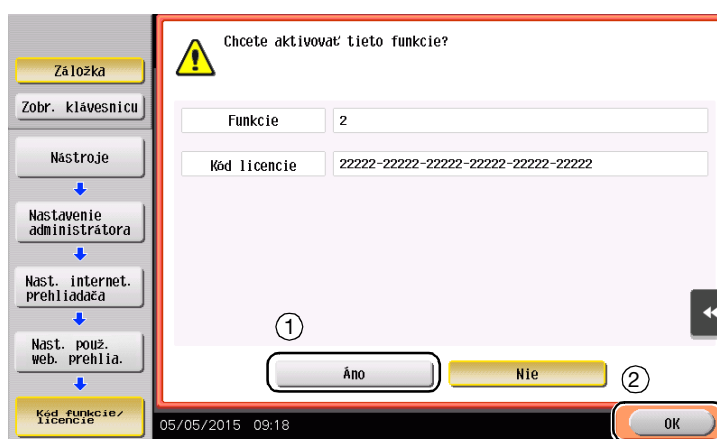 Záložka
Zobr. klávesnicu
Nástroje
Nastavenie
administrátora
Nast. internet.
prehliadača
Nast. použ.
web. prehlia.
Kód funkcie/
licencie
Chcete aktivovať tieto funkcie?
Funkcie 2
Kód licencie 22222-22222-22222-22222-22222-22222
1
Áno Nie
2
05/05/2015 09:18 OK